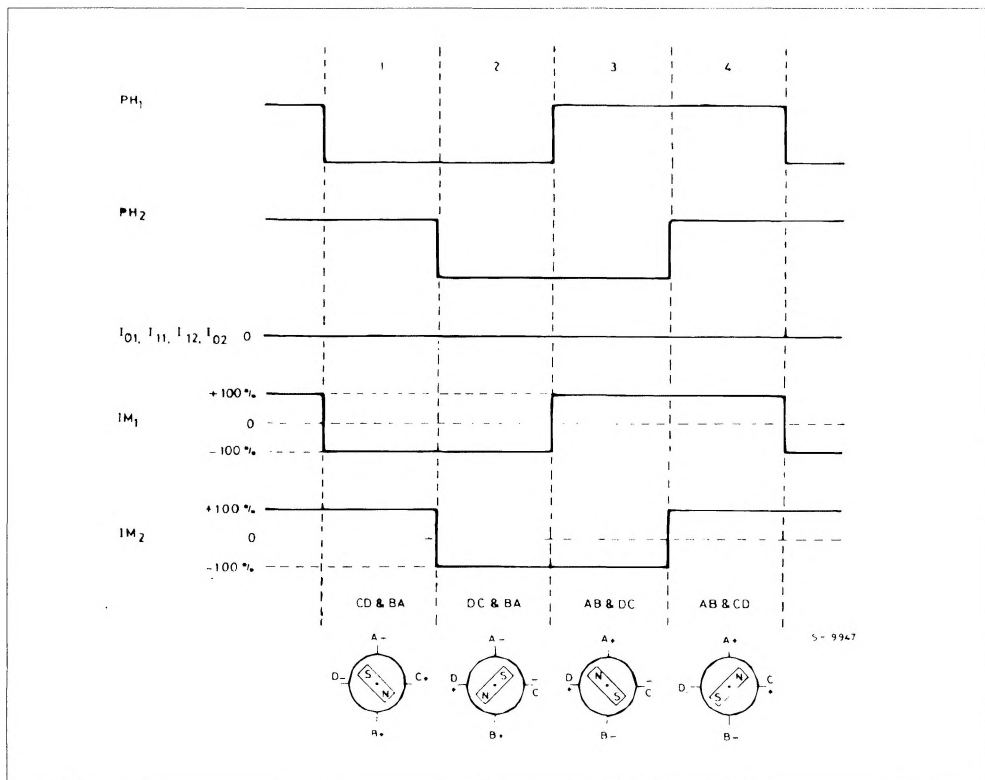 1 2 3 4
PH₁
PH₂
I₀₁, I₁₁, I₁₂, I₀₂ 0
+100 %
IM₁ 0
-100 %
+100 %
IM₂ 0
-100 %
CD & BA DC & BA AB & DC AB & CD
S-9947
A- A- A+ A+
S N S N N S N S
D- C+ D+ -C D+ -C D- C+
B+ B+ B- B-